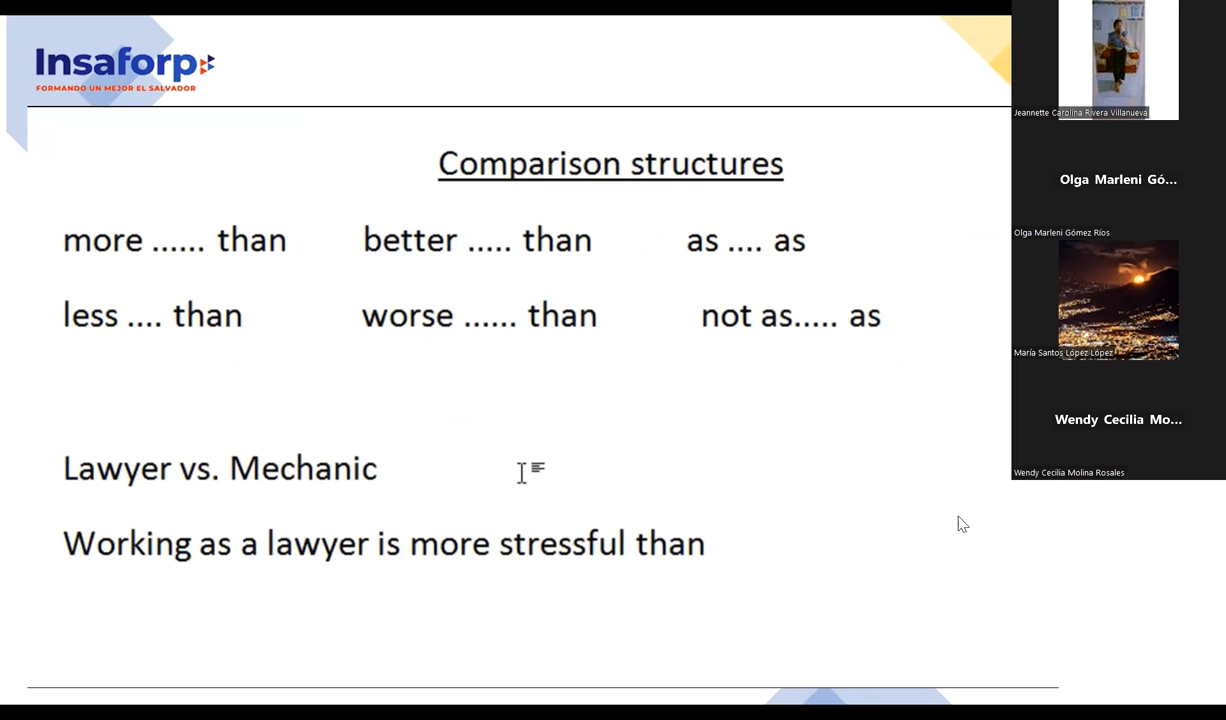 Insaforp
FORMANDO UN MEJOR EL SALVADOR
Comparison structures
more ...... than better ..... than as .... as
less .... than worse ...... than not as..... as
Lawyer vs. Mechanic
Working as a lawyer is more stressful than
Jeannette Carolina Rivera Villanueva
Olga Marleni Gó...
Olga Marleni Gómez Ríos
María Santos López López
Wendy Cecilia Mo...
Wendy Cecilia Molina Rosales